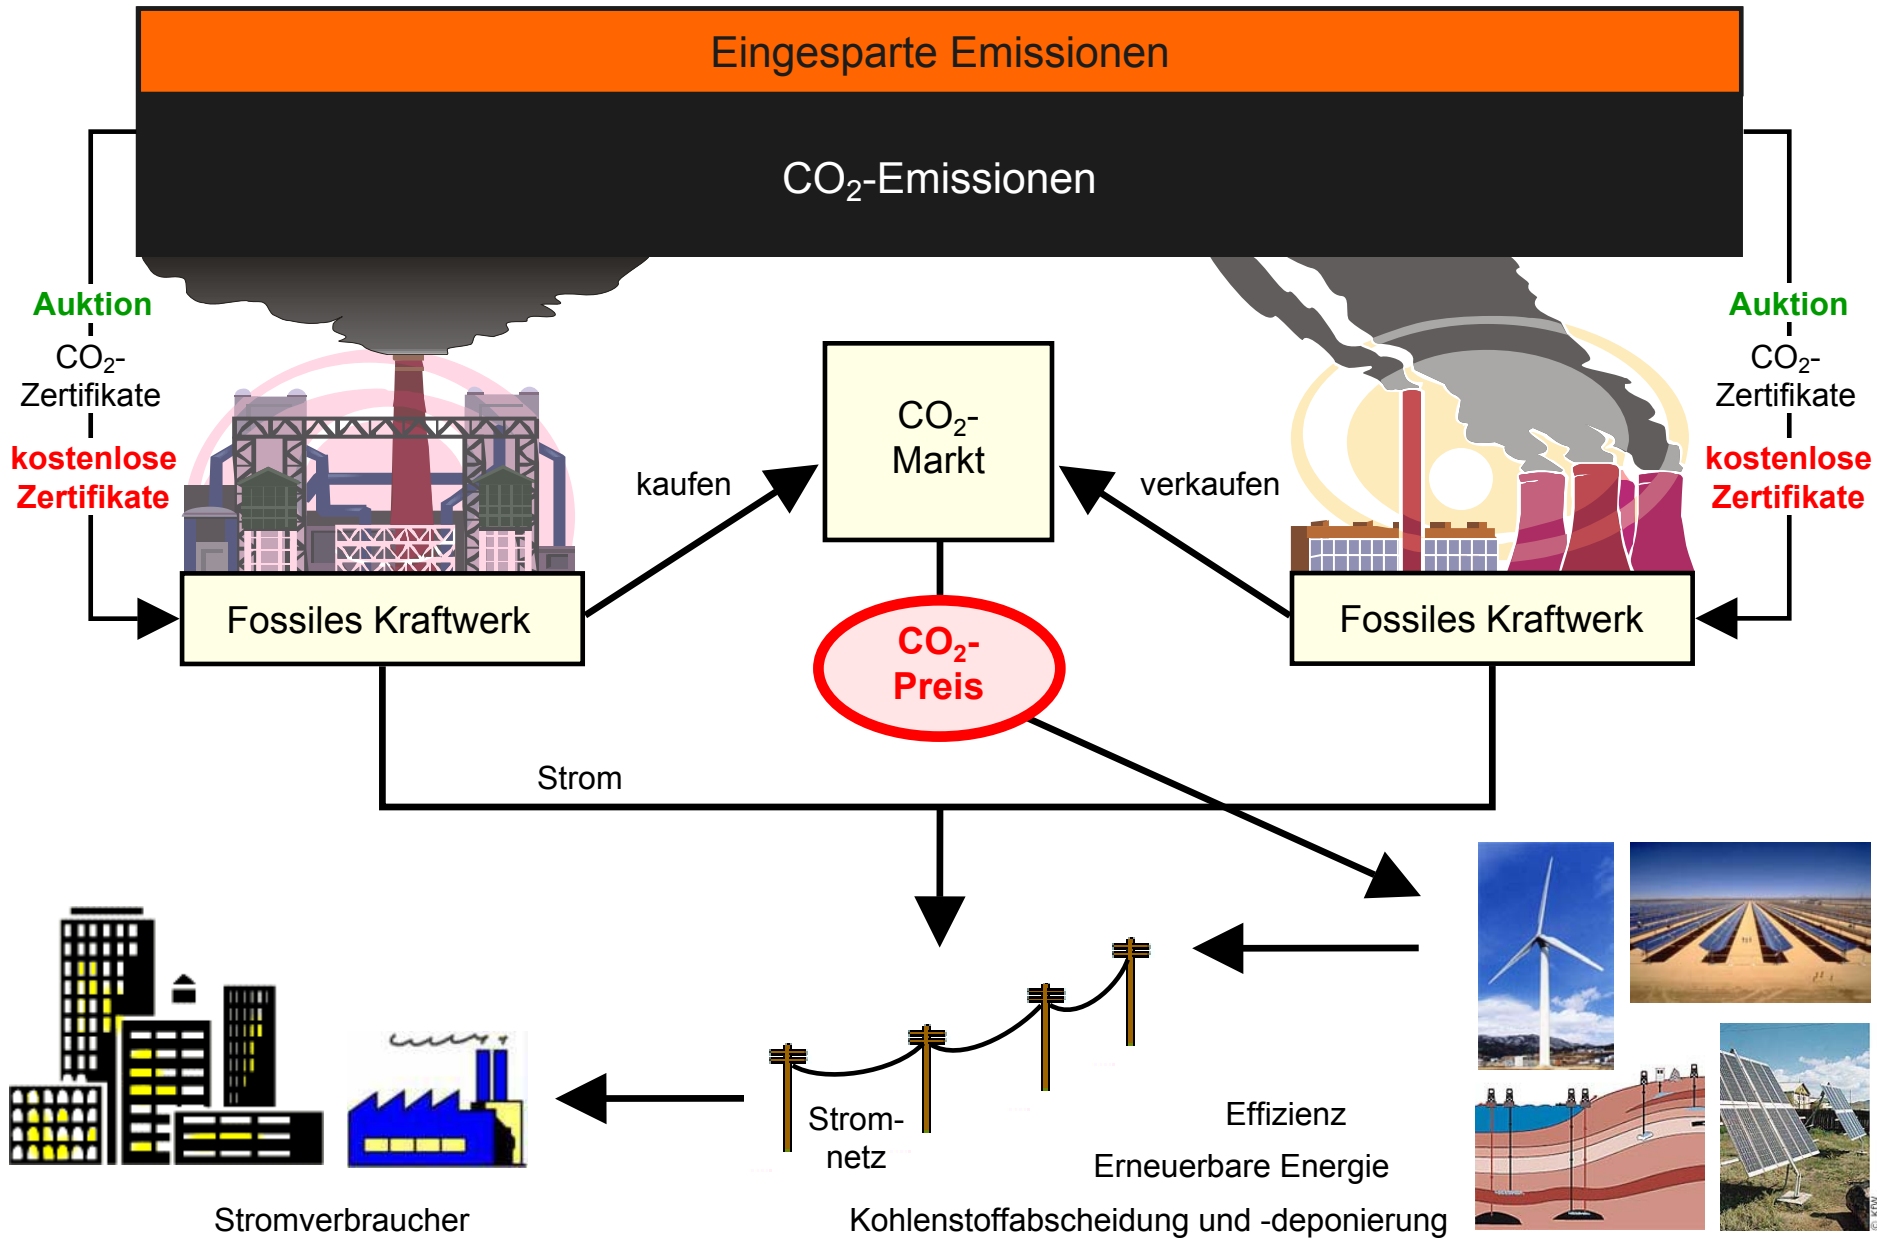 Eingesparte Emissionen
CO₂-Emissionen
Auktion
CO₂-
Zertifikate
kostenlose
Zertifikate
Auktion
CO₂-
Zertifikate
kostenlose
Zertifikate
CO₂-
Markt
kaufen
verkaufen
Fossiles Kraftwerk
Fossiles Kraftwerk
CO₂-
Preis
Strom
Strom-
netz
Effizienz
Erneuerbare Energie
Kohlenstoffabscheidung und -deponierung
Stromverbraucher
© KfW